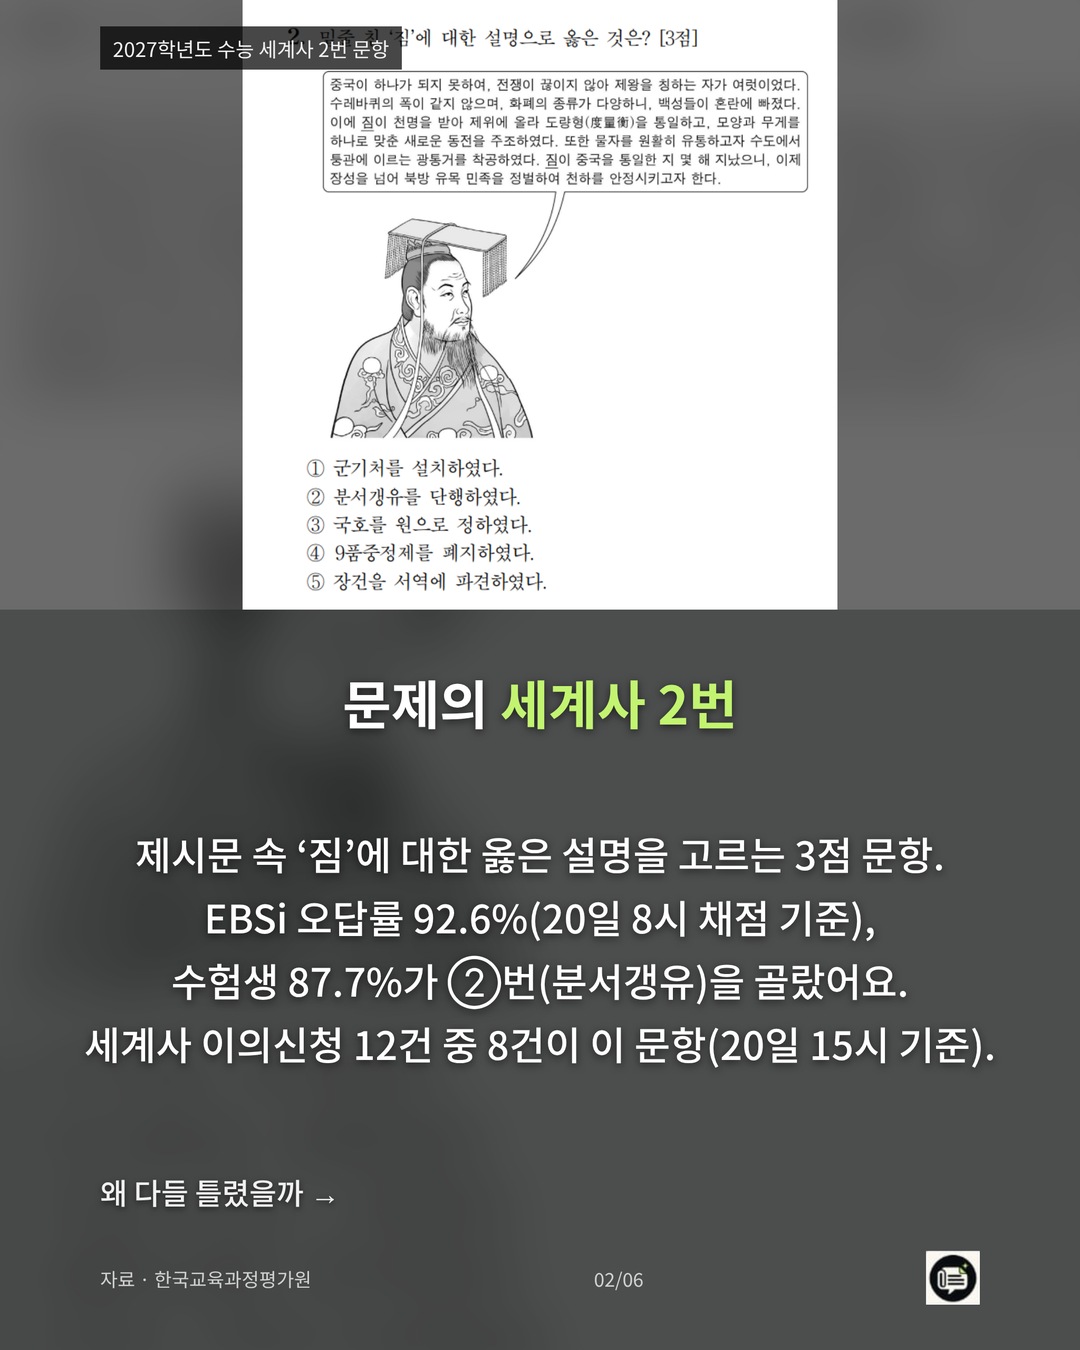 2027학년도 수능 세계사 2번 문항
2. 밑줄 친 ‘짐’에 대한 설명으로 옳은 것은? [3점]
중국이 하나가 되지 못하여, 전쟁이 끊이지 않아 제왕을 칭하는 자가 여럿이었다.
수레바퀴의 폭이 같지 않으며, 화폐의 종류가 다양하니, 백성들이 혼란에 빠졌다.
이에 짐이 천명을 받아 제위에 올라 도량형(度量衡)을 통일하고, 모양과 무게를
하나로 맞춘 새로운 동전을 주조하였다. 또한 물자를 원활히 유통하고자 수도에서
퉁관에 이르는 광통거를 착공하였다. 짐이 중국을 통일한 지 몇 해 지났으니, 이제
장성을 넘어 북방 유목 민족을 정벌하여 천하를 안정시키고자 한다.
① 군기처를 설치하였다.
② 분서갱유를 단행하였다.
③ 국호를 원으로 정하였다.
④ 9품중정제를 폐지하였다.
⑤ 장건을 서역에 파견하였다.
문제의 세계사 2번
제시문 속 ‘짐’에 대한 옳은 설명을 고르는 3점 문항.
EBSi 오답률 92.6%(20일 8시 채점 기준),
수험생 87.7%가 ②번(분서갱유)을 골랐어요.
세계사 이의신청 12건 중 8건이 이 문항(20일 15시 기준).
왜 다들 틀렸을까 →
자료 · 한국교육과정평가원
02/06